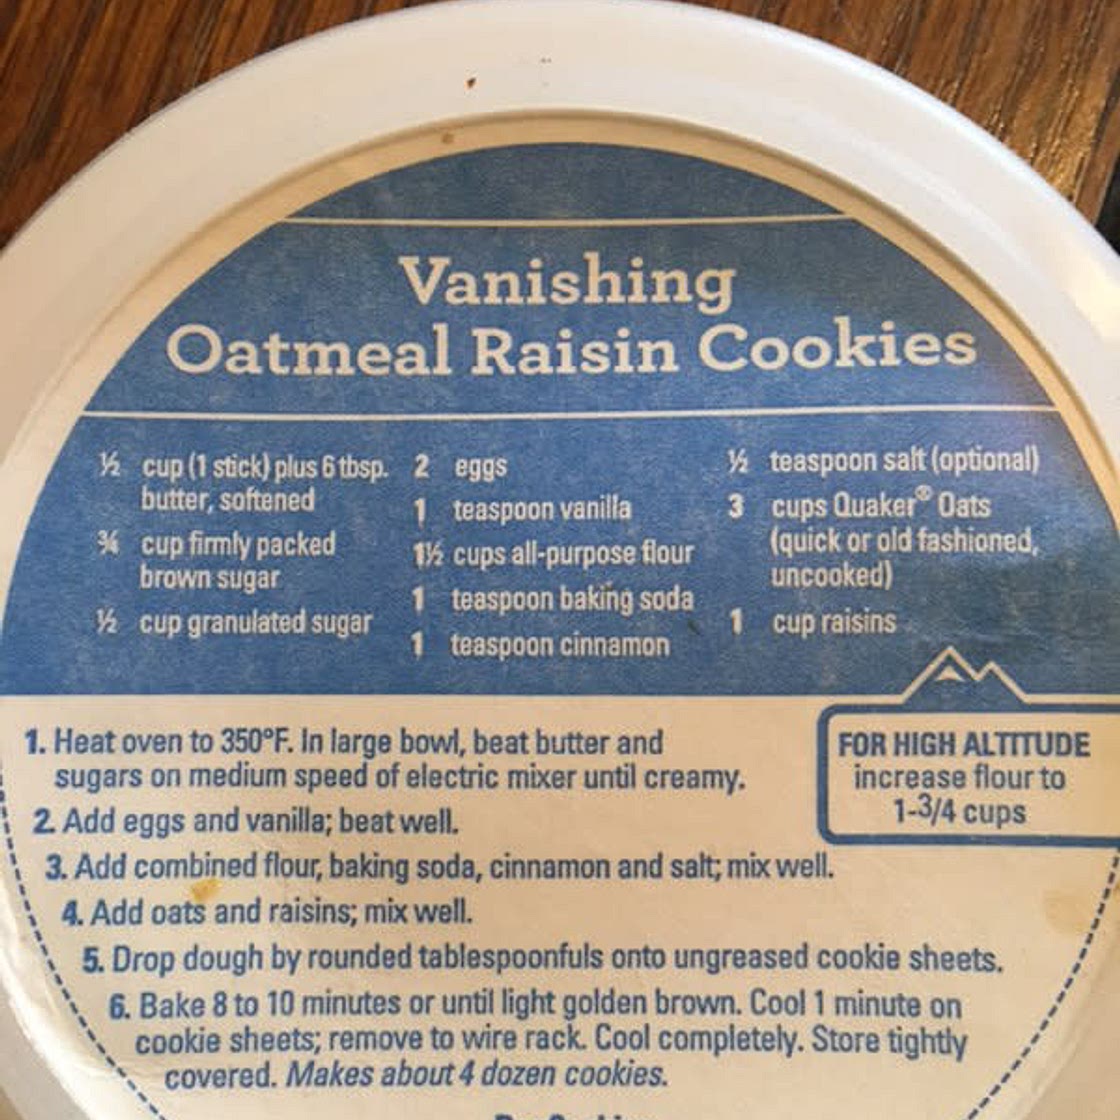 Vanishing
Oatmeal Raisin Cookies
½ cup (1 stick) plus 6 tbsp.
butter, softened
¾ cup firmly packed
brown sugar
½ cup granulated sugar
2 eggs
1 teaspoon vanilla
1½ cups all-purpose flour
1 teaspoon baking soda
1 teaspoon cinnamon
½ teaspoon salt (optional)
3 cups Quaker® Oats
(quick or old fashioned,
uncooked)
1 cup raisins
1. Heat oven to 350°F. In large bowl, beat butter and
sugars on medium speed of electric mixer until creamy.
2. Add eggs and vanilla; beat well.
3. Add combined flour, baking soda, cinnamon and salt; mix well.
4. Add oats and raisins; mix well.
5. Drop dough by rounded tablespoonfuls onto ungreased cookie sheets.
6. Bake 8 to 10 minutes or until light golden brown. Cool 1 minute on
cookie sheets; remove to wire rack. Cool completely. Store tightly
covered. Makes about 4 dozen cookies.
FOR HIGH ALTITUDE
increase flour to
1-3/4 cups